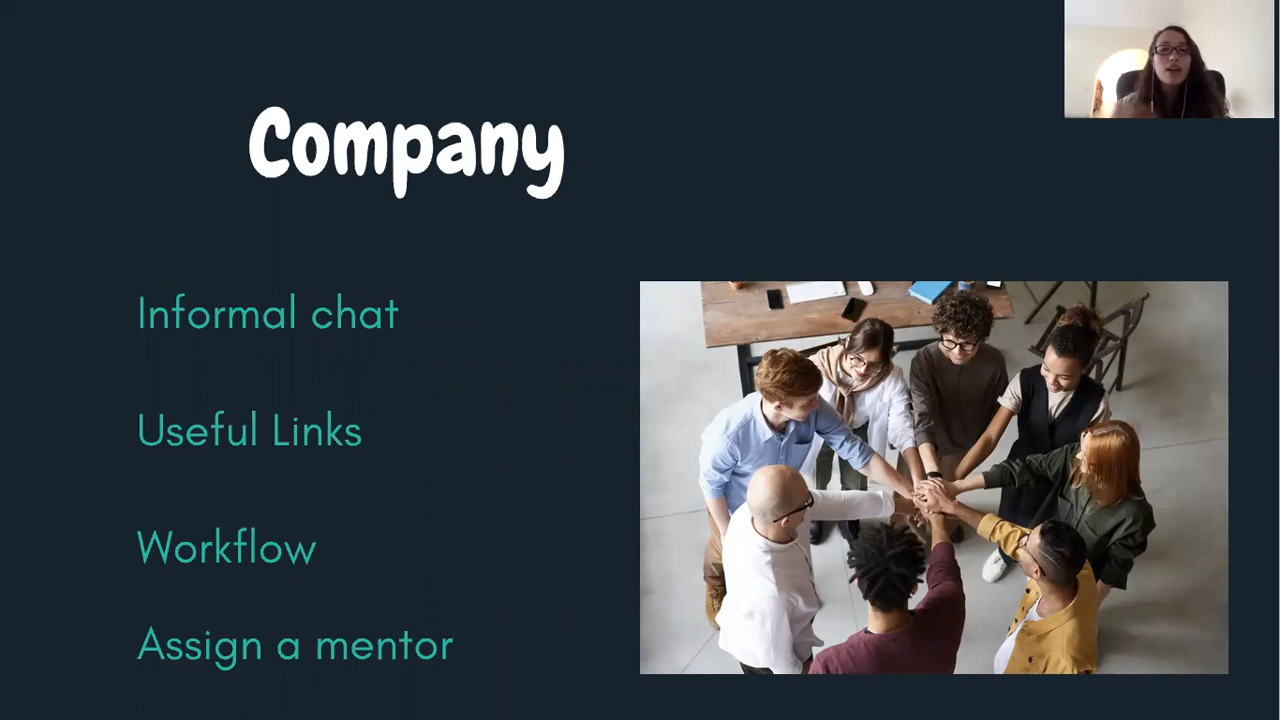 Company
Informal chat
Useful Links
Workflow
Assign a mentor